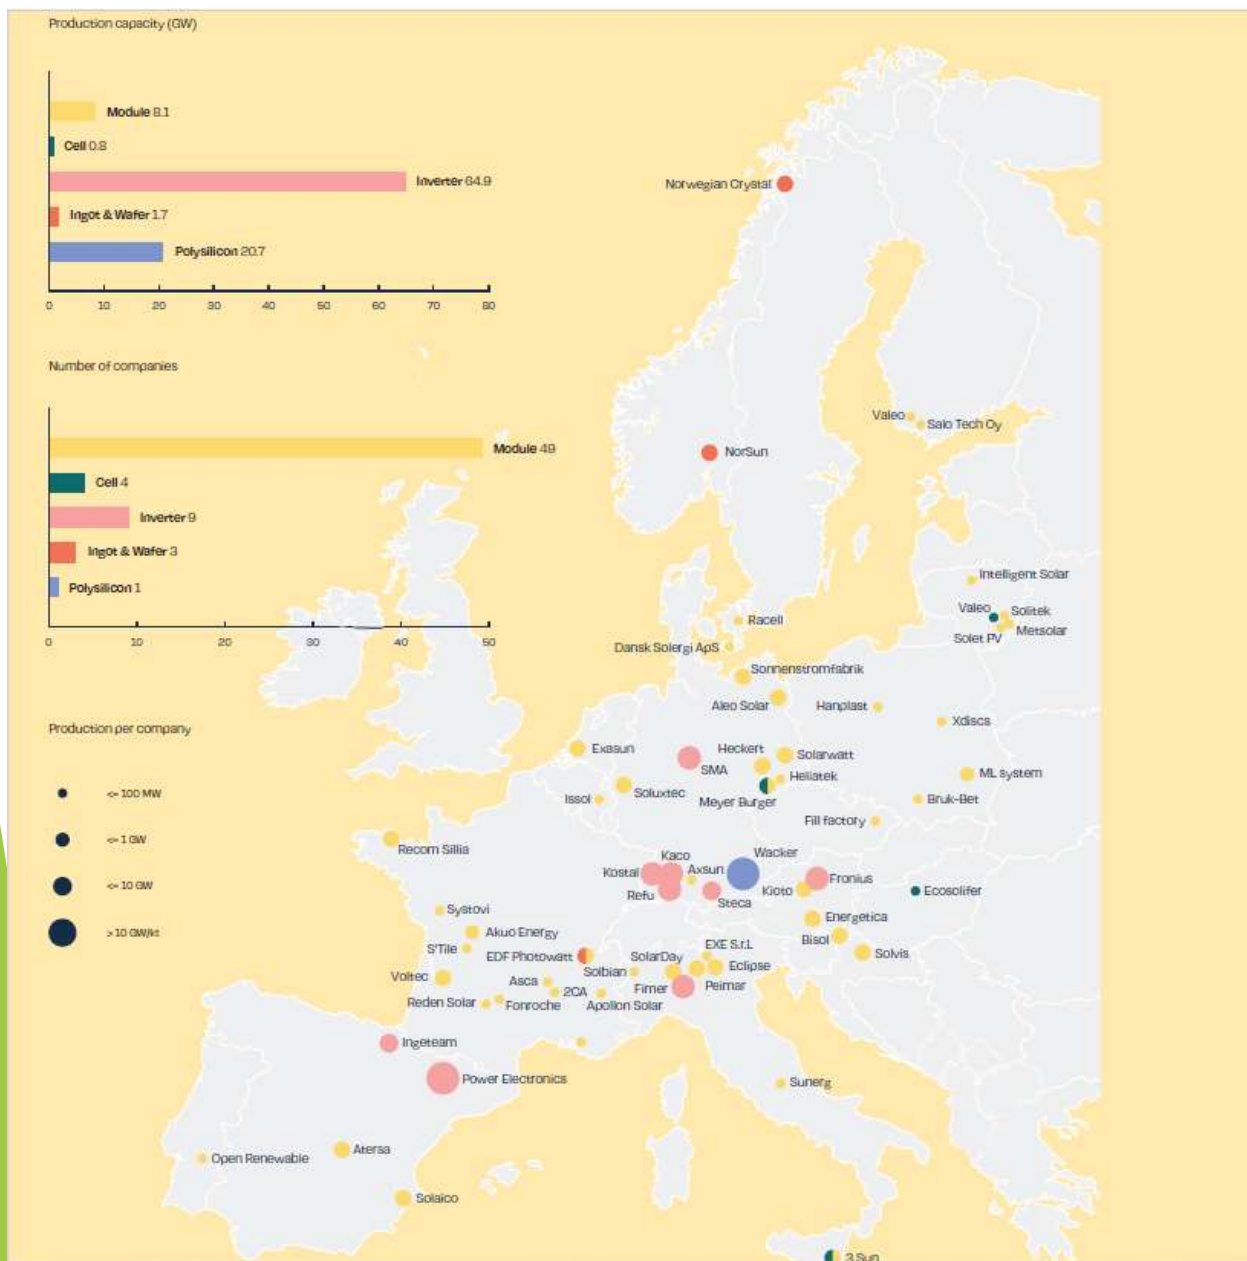 Production capacity (GW)
Module 8.1
Cell 0.8
Inverter 64.9
Ingot & Wafer 1.7
Polysilicon 20.7
0 10 20 30 40 50 60 70 80
Number of companies
Module 49
Cell 4
Inverter 9
Ingot & Wafer 3
Polysilicon 1
0 10 20 30 40 50
Production per company
<= 100 MW
<= 1 GW
<= 10 GW
> 10 GW/kt
Norwegian Crystal
Valeo
Salo Tech Oy
NorSun
Intelligent Solar
Valeo
Solitek
Solet PV
Metsolar
Racell
Dansk Solergi ApS
Sonnenstromfabrik
Aleo Solar
Hanplast
Xdiscs
Exasun
Heckert
Solarwatt
SMA
Heliatek
ML system
Issol
Soluxtec
Meyer Burger
Bruk-Bet
Fill factory
Recom Sillia
Kaco
Wacker
Kostal
Axsun
Fronius
Refu
Steca
Kioto
Ecosolifer
Systovi
Energetica
Akuo Energy
Bisol
S'Tile
EDF Photowatt
SolarDay
EXE S.r.L
Solvis
Voltec
Asca
Solbian
Eclipse
2CA
Fimer
Peimar
Reden Solar
Fonroche
Apollon Solar
Ingeteam
Power Electronics
Sunerg
Open Renewable
Atersa
Solaico
3 Sun